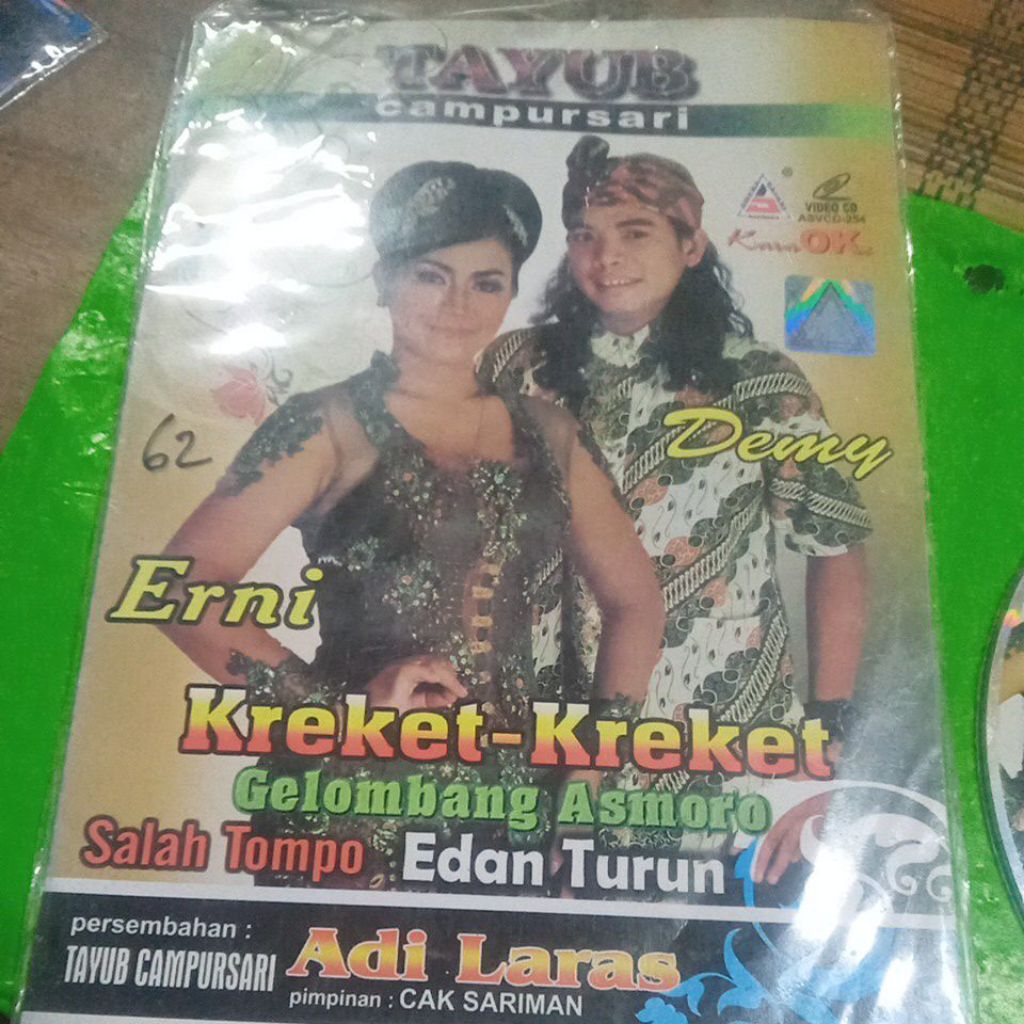 TAYUB
campursari
VIDEO CD
KaraOK
62
Demy
Erni
Kreket-Kreket
Gelombang Asmoro
Salah Tompo Edan Turun
persembahan :
TAYUB CAMPURSARI Adi Laras
pimpinan : CAK SARIMAN